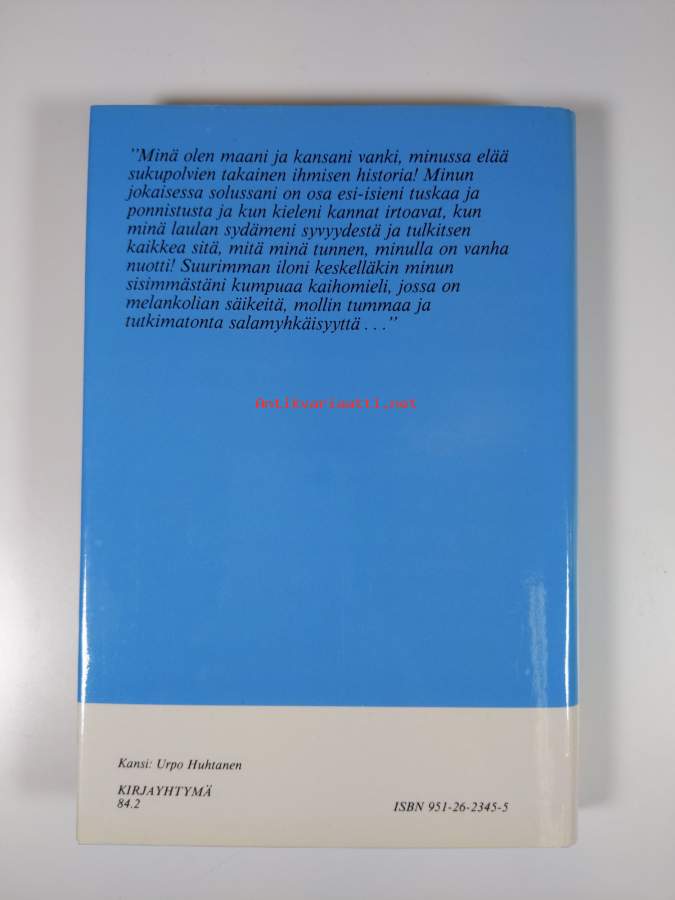 "Minä olen maani ja kansani vanki, minussa elää
sukupolvien takainen ihmisen historia! Minun
jokaisessa solussani on osa esi-isieni tuskaa ja
ponnistusta ja kun kieleni kannat irtoavat, kun
minä laulan sydämeni syvyydestä ja tulkitsen
kaikkea sitä, mitä minä tunnen, minulla on vanha
nuotti! Suurimman iloni keskelläkin minun
sisimmästäni kumpuaa kaihomieli, jossa on
melankolian säikeitä, mollin tummaa ja
tutkimatonta salamyhkäisyyttä . . ."
Antikvariaatti.net
Kansi: Urpo Huhtanen
KIRJAYHTYMÄ
84.2
ISBN 951-26-2345-5